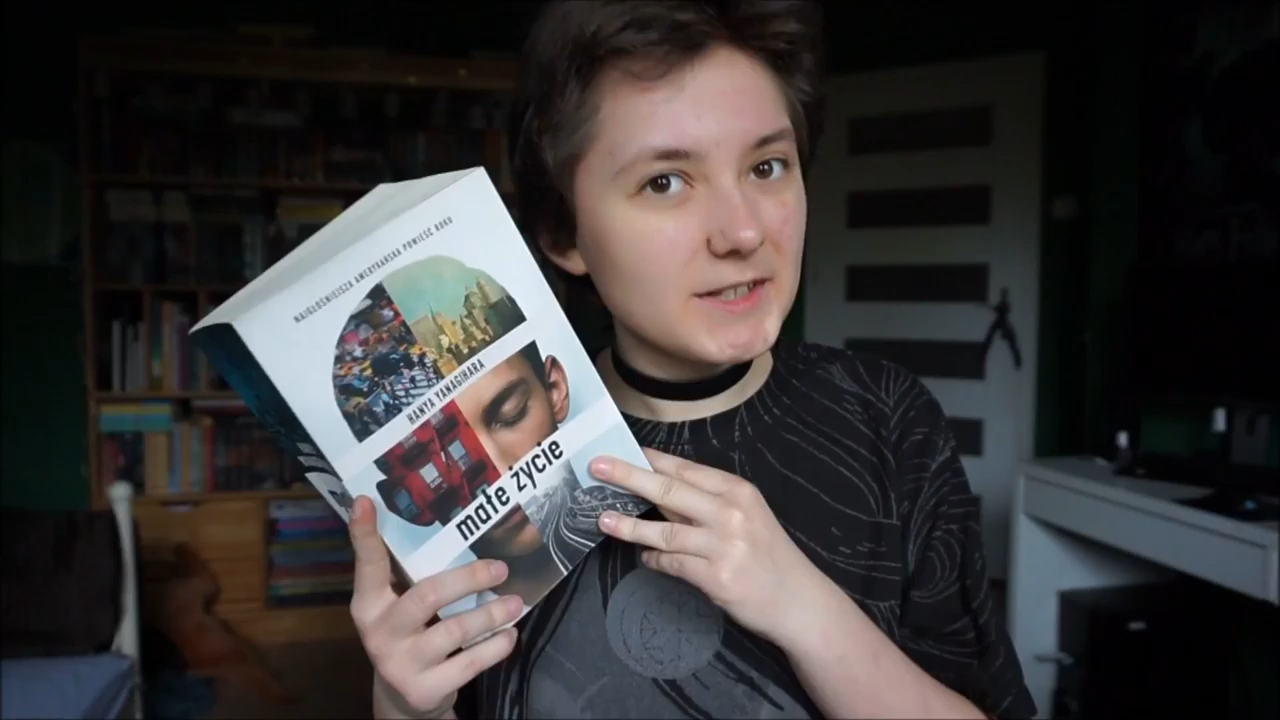 NAJGŁOŚNIEJSZA AMERYKAŃSKA POWIEŚĆ ROKU
HANYA YANAGIHARA
małe życie